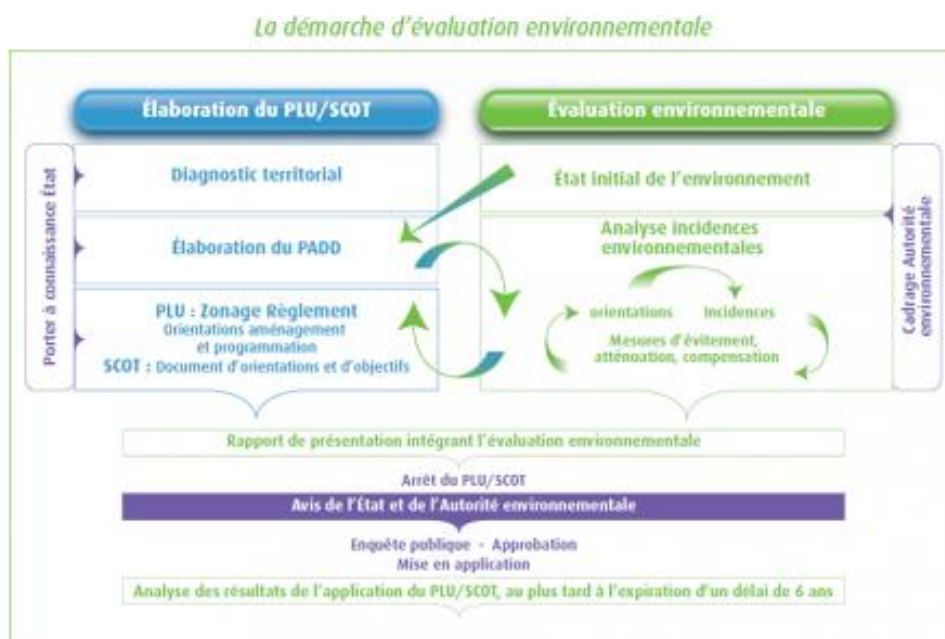 La démarche d'évaluation environnementale
Élaboration du PLU/SCOT
Évaluation environnementale
Porter à connaissance État
Diagnostic territorial
Élaboration du PADD
PLU : Zonage Règlement
Orientations aménagement
et programmation
SCOT : Document d'orientations et d'objectifs
État initial de l'environnement
Analyse incidences
environnementales
orientations
Incidences
Mesures d'évitement,
atténuation, compensation
Cadrage Autorité
environnementale
Rapport de présentation intégrant l'évaluation environnementale
Arrêt du PLU/SCOT
Avis de l'État et de l'Autorité environnementale
Enquête publique - Approbation
Mise en application
Analyse des résultats de l'application du PLU/SCOT, au plus tard à l'expiration d'un délai de 6 ans